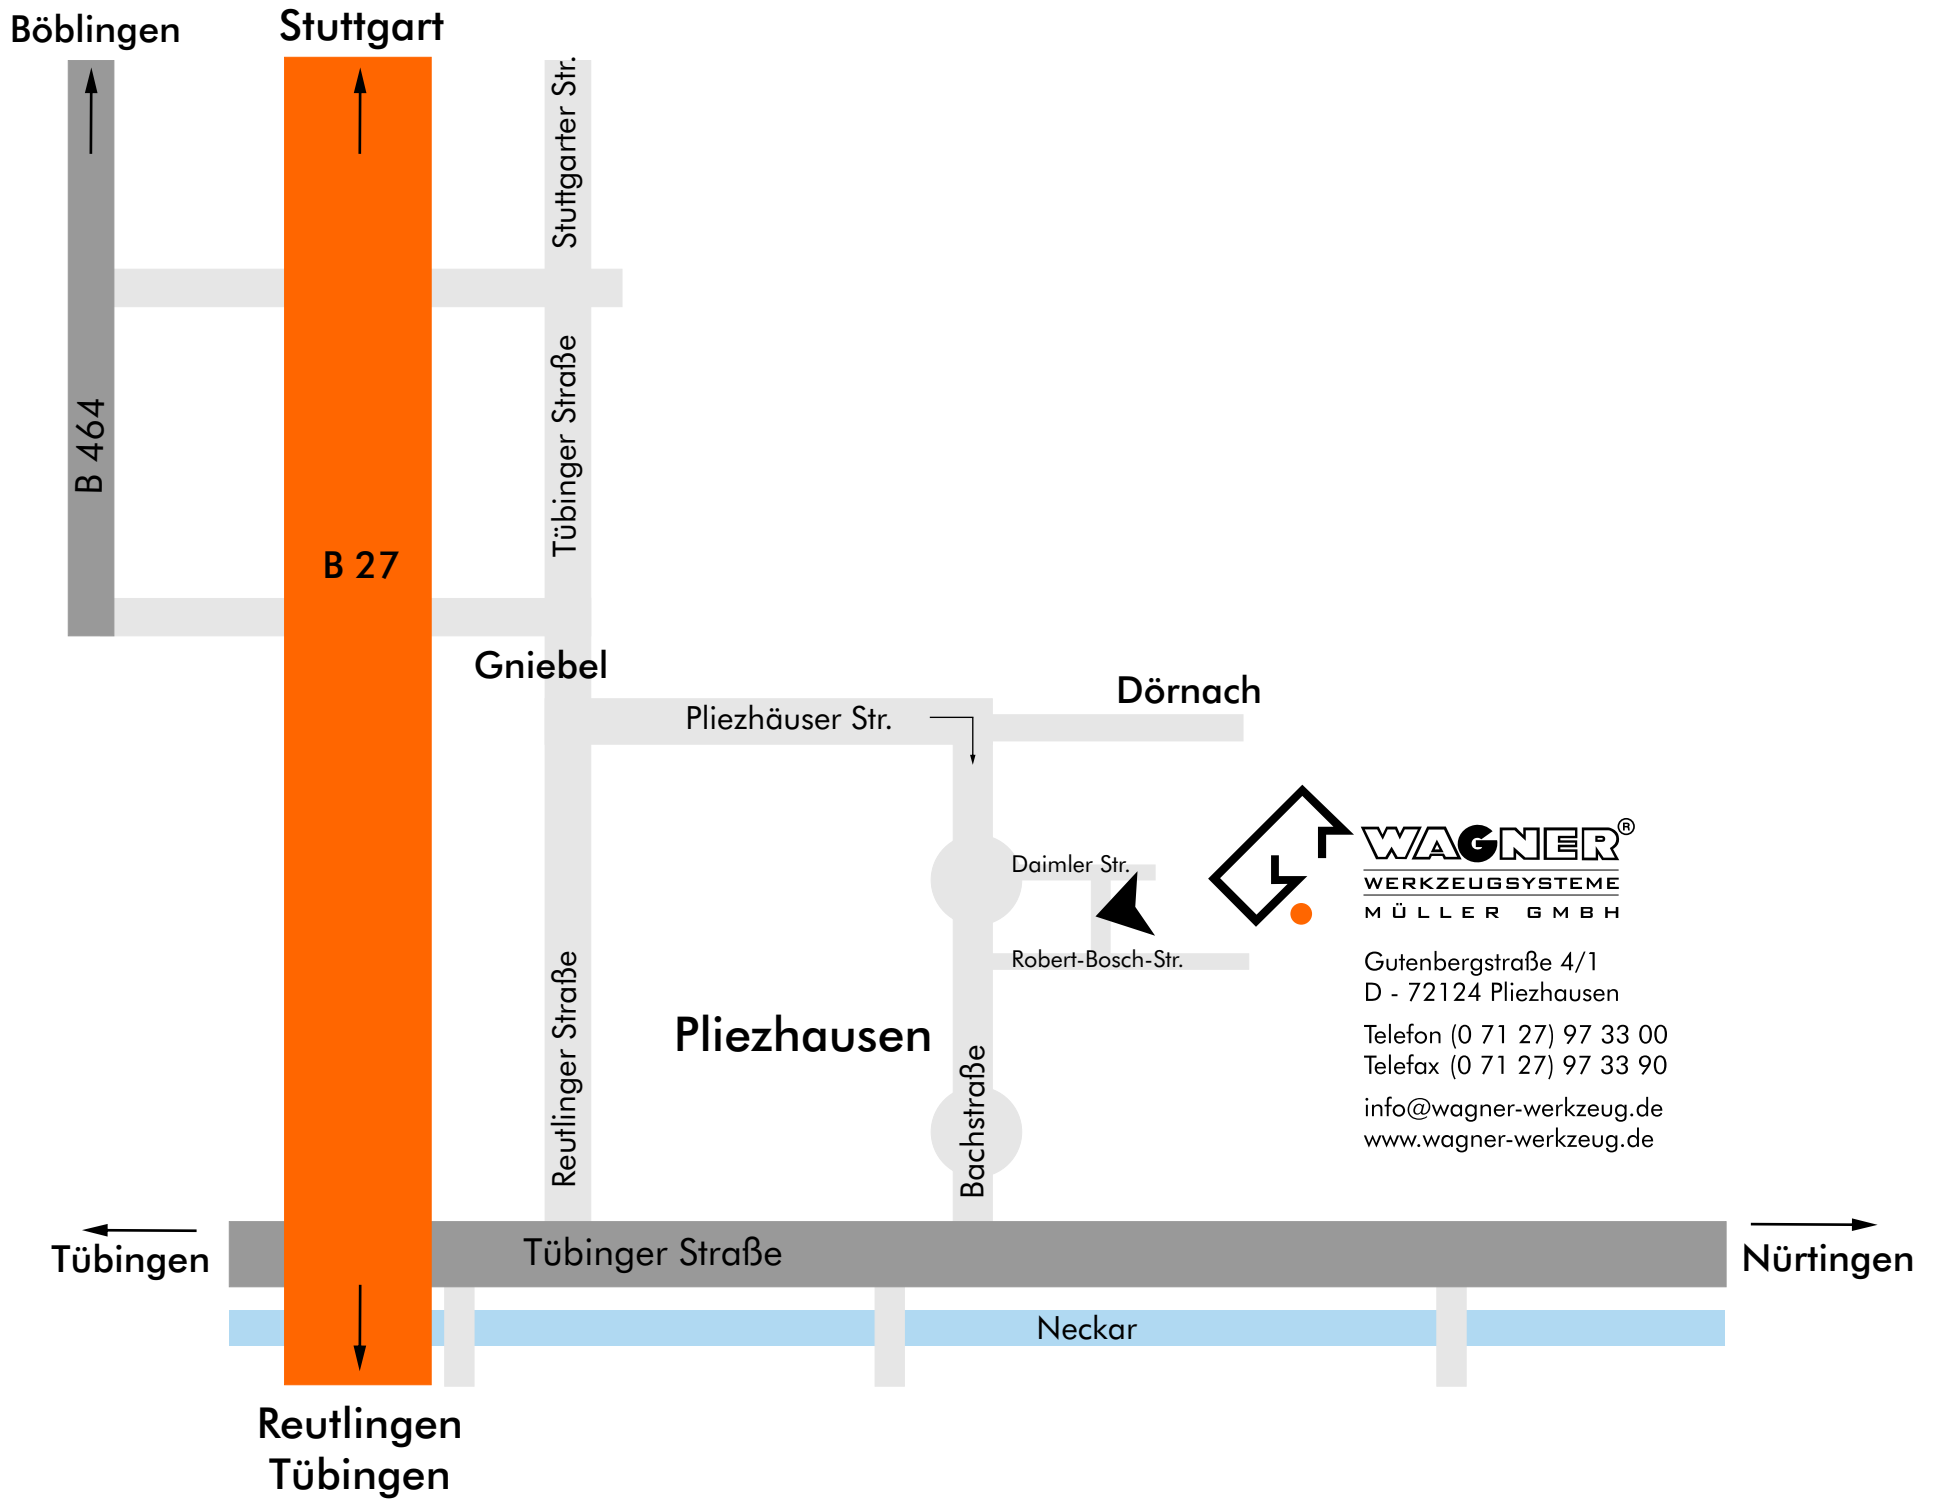 Böblingen
Stuttgart
Stuttgarter Str.
Tübinger Straße
B 464
B 27
Gniebel
Dörnach
Pliezhäuser Str.
WAGNER®
WERKZEUGSYSTEME
MÜLLER GMBH
Daimler Str.
Robert-Bosch-Str.
Gutenbergstraße 4/1
D - 72124 Pliezhausen
Telefon (0 71 27) 97 33 00
Telefax (0 71 27) 97 33 90
info@wagner-werkzeug.de
www.wagner-werkzeug.de
Pliezhausen
Reutlinger Straße
Bachstraße
Tübingen
Tübinger Straße
Nürtingen
Neckar
Reutlingen
Tübingen